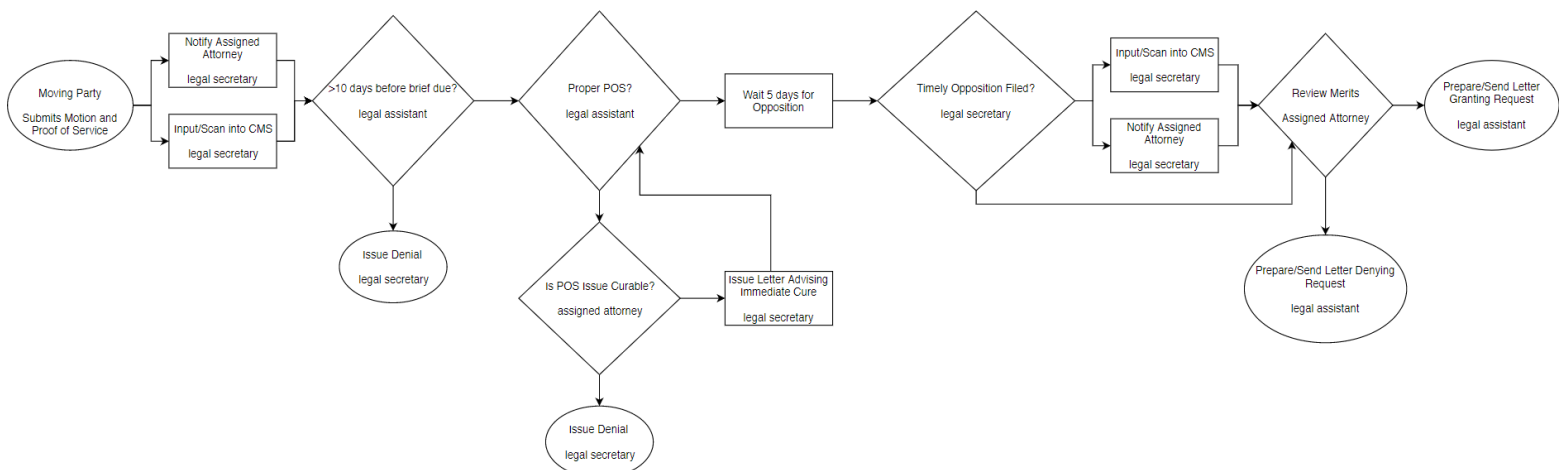 Moving Party
Submits Motion and
Proof of Service
Notify Assigned
Attorney
legal secretary
Input/Scan into CMS
legal secretary
>10 days before brief due?
legal assistant
Issue Denial
legal secretary
Proper POS?
legal assistant
Is POS Issue Curable?
assigned attorney
Issue Denial
legal secretary
Issue Letter Advising
Immediate Cure
legal secretary
Wait 5 days for
Opposition
Timely Opposition Filed?
legal secretary
Input/Scan into CMS
legal secretary
Notify Assigned
Attorney
legal secretary
Review Merits
Assigned Attorney
Prepare/Send Letter
Granting Request
legal assistant
Prepare/Send Letter Denying
Request
legal assistant